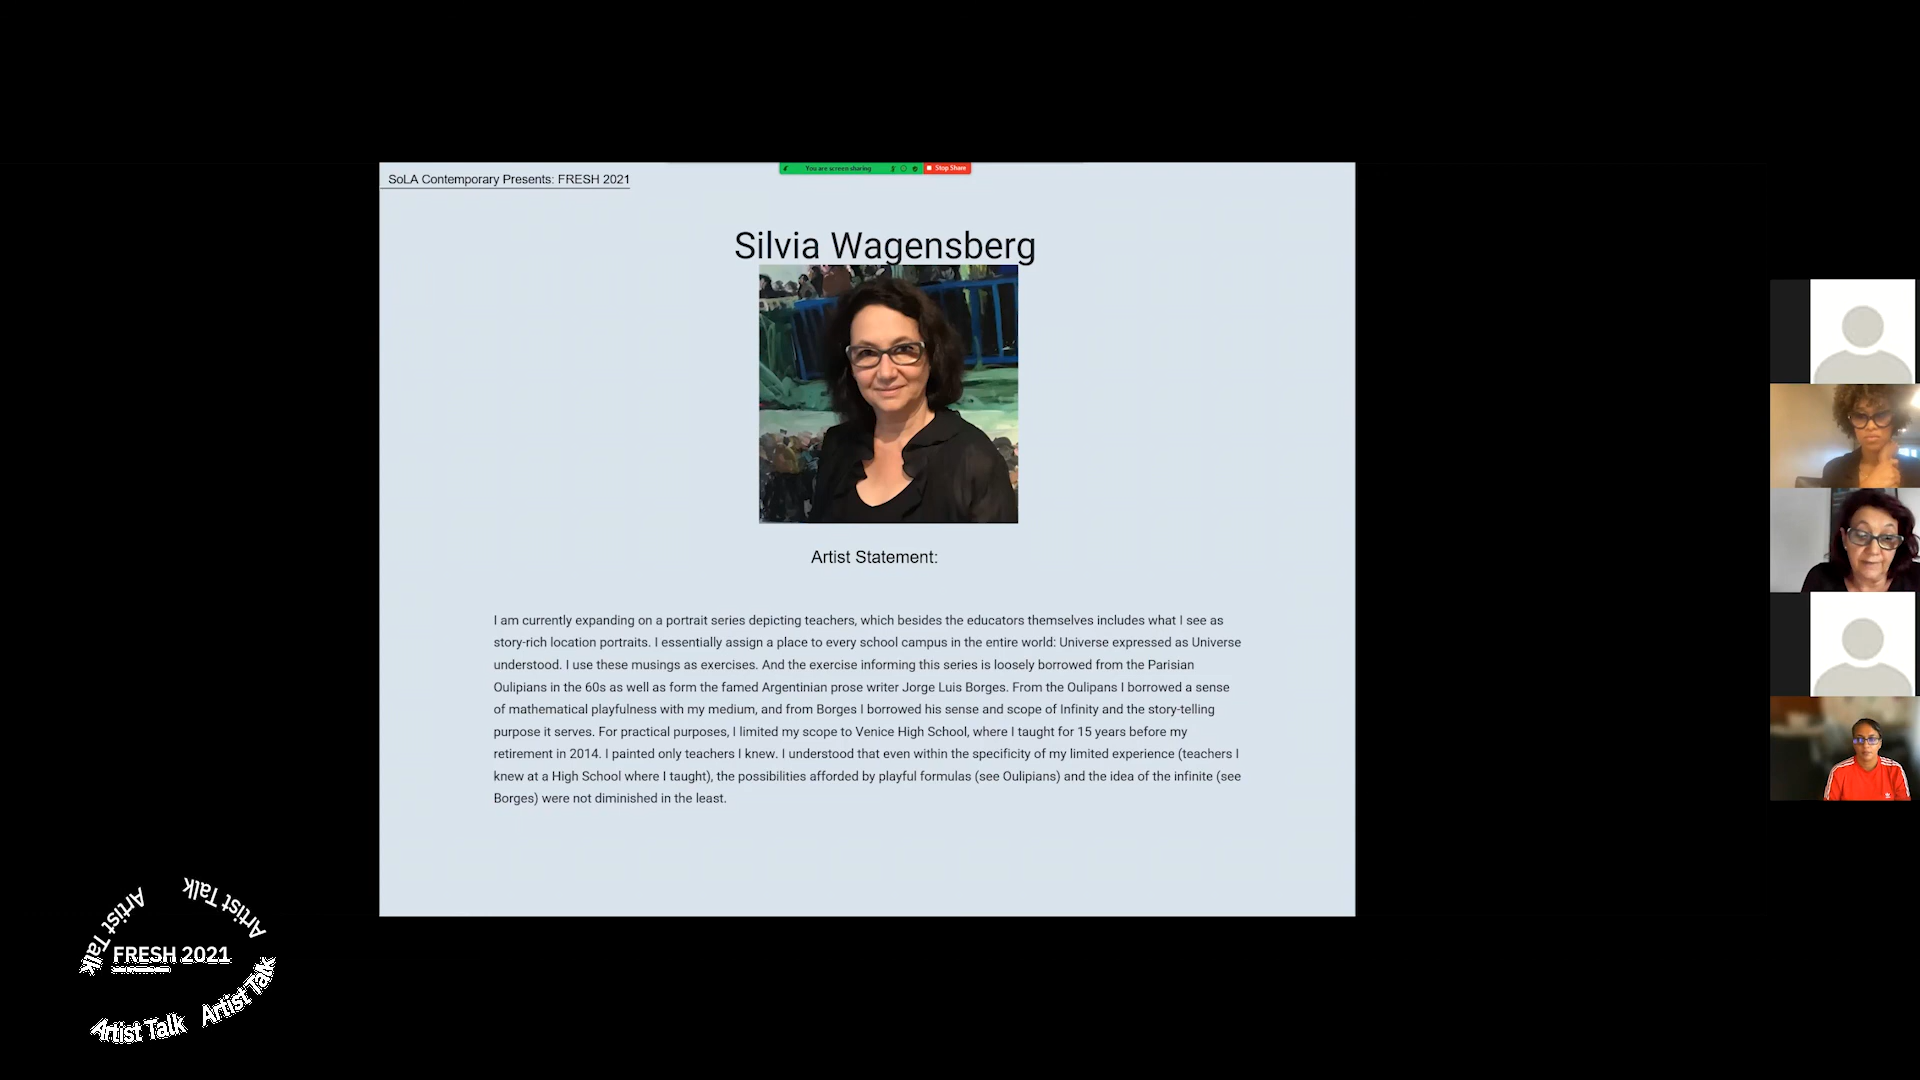 SoLA Contemporary Presents: FRESH 2021
You are screen sharing
Stop Share
Silvia Wagensberg
Artist Statement:
I am currently expanding on a portrait series depicting teachers, which besides the educators themselves includes what I see as
story-rich location portraits. I essentially assign a place to every school campus in the entire world: Universe expressed as Universe
understood. I use these musings as exercises. And the exercise informing this series is loosely borrowed from the Parisian
Oulipians in the 60s as well as form the famed Argentinian prose writer Jorge Luis Borges. From the Oulipans I borrowed a sense
of mathematical playfulness with my medium, and from Borges I borrowed his sense and scope of Infinity and the story-telling
purpose it serves. For practical purposes, I limited my scope to Venice High School, where I taught for 15 years before my
retirement in 2014. I painted only teachers I knew. I understood that even within the specificity of my limited experience (teachers I
knew at a High School where I taught), the possibilities afforded by playful formulas (see Oulipians) and the idea of the infinite (see
Borges) were not diminished in the least.
Artist Talk
Artist Talk
FRESH 2021
Artist Talk
Artist Talk